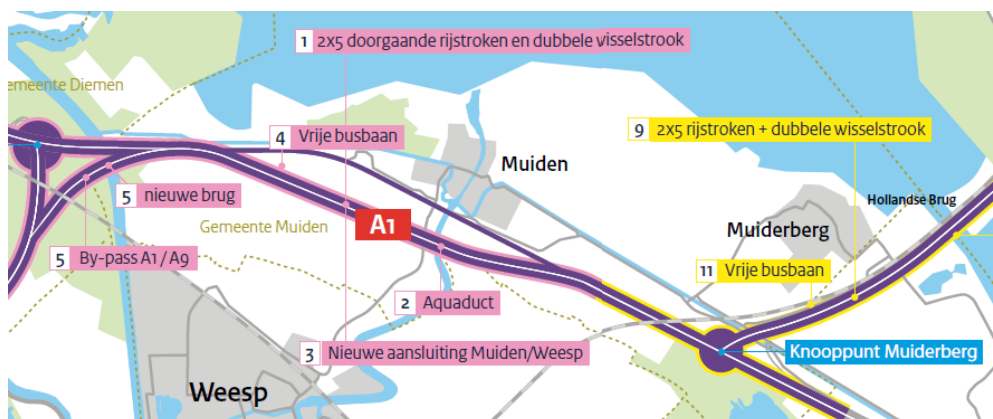 1 2x5 doorgaande rijstroken en dubbele visselstrook
emeente Diemen
9 2x5 rijstroken + dubbele wisselstrook
4 Vrije busbaan
Muiden
5 nieuwe brug
Hollandse Brug
Gemeente Muiden
A1
Muiderberg
5 By-pass A1 / A9
11 Vrije busbaan
2 Aquaduct
3 Nieuwe aansluiting Muiden/Weesp
Knooppunt Muiderberg
Weesp